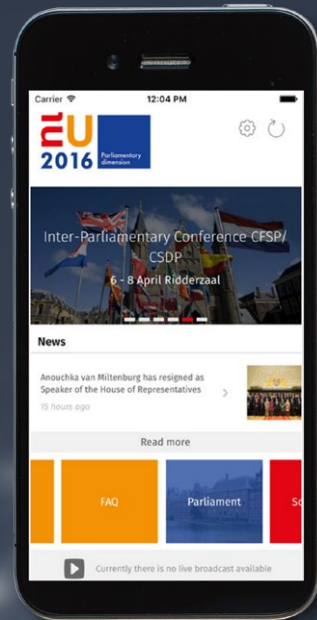 Carrier 12:04 PM
EU
2016 Parliamentary
dimension
Inter-Parliamentary Conference CFSP/
CSDP
6 - 8 April Ridderzaal
News
Anouchka van Miltenburg has resigned as
Speaker of the House of Representatives
15 hours ago
Read more
FAQ
Parliament
Currently there is no live broadcast available